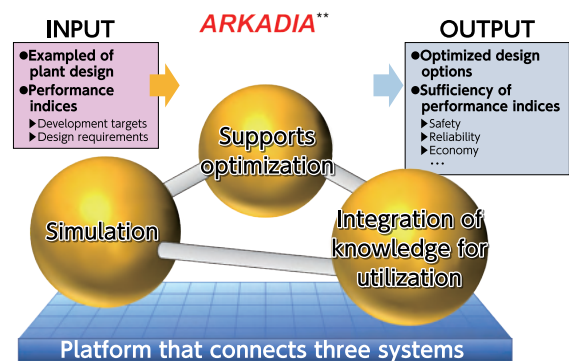 INPUT
●Exampled of
plant design
●Performance
indices
▶Development targets
▶Design requirements
ARKADIA**
OUTPUT
●Optimized design
options
●Sufficiency of
performance indices
▶Safety
▶Reliability
▶Economy
…
Supports
optimization
Simulation
Integration of
knowledge for
utilization
Platform that connects three systems